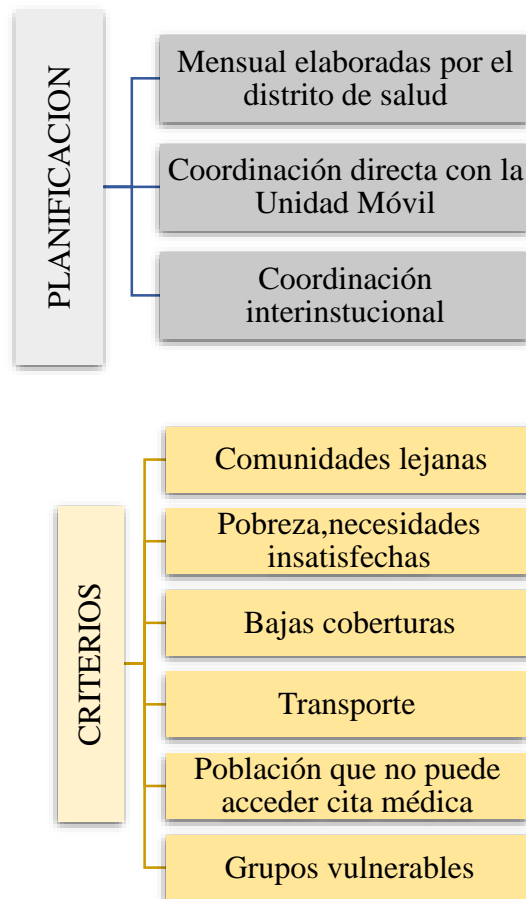 PLANIFICACION
Mensual elaboradas por el
distrito de salud
Coordinación directa con la
Unidad Móvil
Coordinación
interinstucional
CRITERIOS
Comunidades lejanas
Pobreza,necesidades
insatisfechas
Bajas coberturas
Transporte
Población que no puede
acceder cita médica
Grupos vulnerables